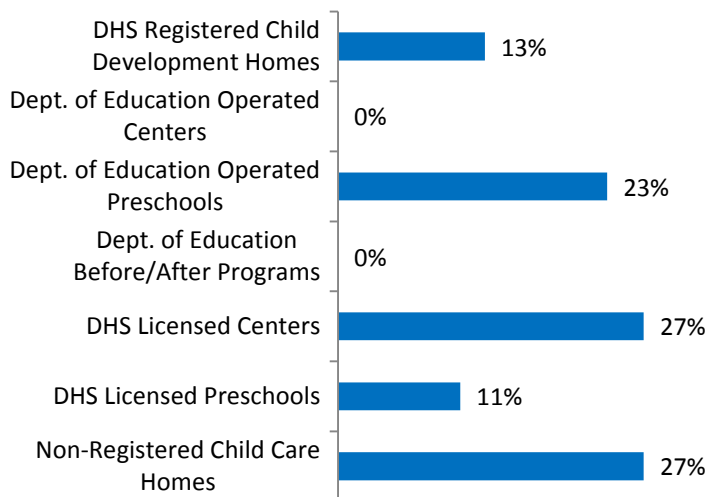 DHS Registered Child
Development Homes
13%
Dept. of Education Operated
Centers
0%
Dept. of Education Operated
Preschools
23%
Dept. of Education
Before/After Programs
0%
DHS Licensed Centers
27%
DHS Licensed Preschools
11%
Non-Registered Child Care
Homes
27%